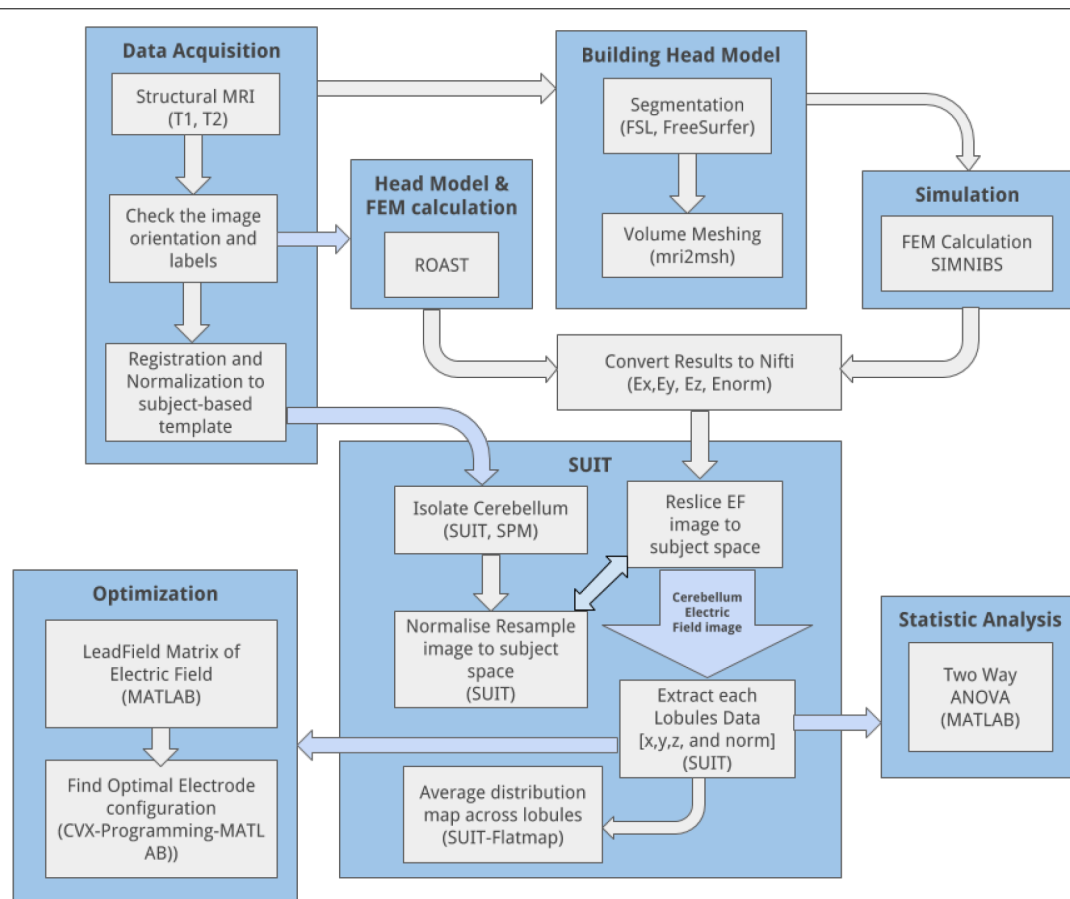 Data Acquisition
Structural MRI
(T1, T2)
Check the image
orientation and
labels
Registration and
Normalization to
subject-based
template
Head Model &
FEM calculation
ROAST
Building Head Model
Segmentation
(FSL, FreeSurfer)
Volume Meshing
(mri2msh)
Simulation
FEM Calculation
SIMNIBS
Convert Results to Nifti
(Ex,Ey, Ez, Enorm)
SUIT
Isolate Cerebellum
(SUIT, SPM)
Reslice EF
image to
subject space
Normalise Resample
image to subject
space
(SUIT)
Cerebellum
Electric
Field image
Extract each
Lobules Data
[x,y,z, and norm]
(SUIT)
Average distribution
map across lobules
(SUIT-Flatmap)
Optimization
LeadField Matrix of
Electric Field
(MATLAB)
Find Optimal Electrode
configuration
(CVX-Programming-MATL
AB))
Statistic Analysis
Two Way
ANOVA
(MATLAB)